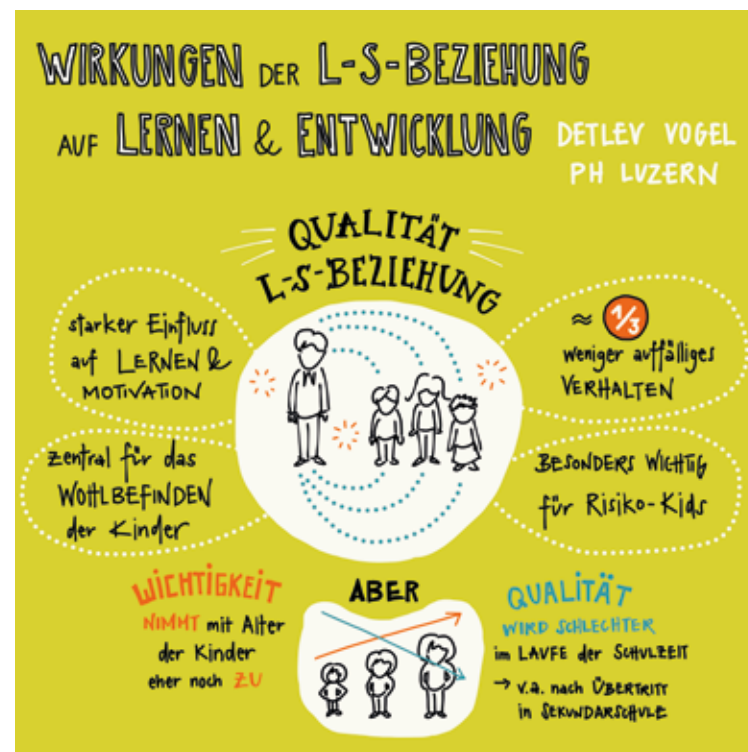 WIRKUNGEN DER L-S-BEZIEHUNG
AUF LERNEN & ENTWICKLUNG
DETLEV VOGEL
PH LUZERN
QUALITÄT
L-S-BEZIEHUNG
starker Einfluss
auf LERNEN &
MOTIVATION
≈ 1/3
weniger auffälliges
VERHALTEN
zentral für das
WOHLBEFINDEN
der Kinder
BESONDERS WICHTIG
für Risiko-Kids
WICHTIGKEIT
NIMMT mit Alter
der Kinder
eher noch ZU
ABER
QUALITÄT
WIRD SCHLECHTER
im LAUFE der SCHULZEIT
→ v.a. nach ÜBERTRITT
in SEKUNDARSCHULE